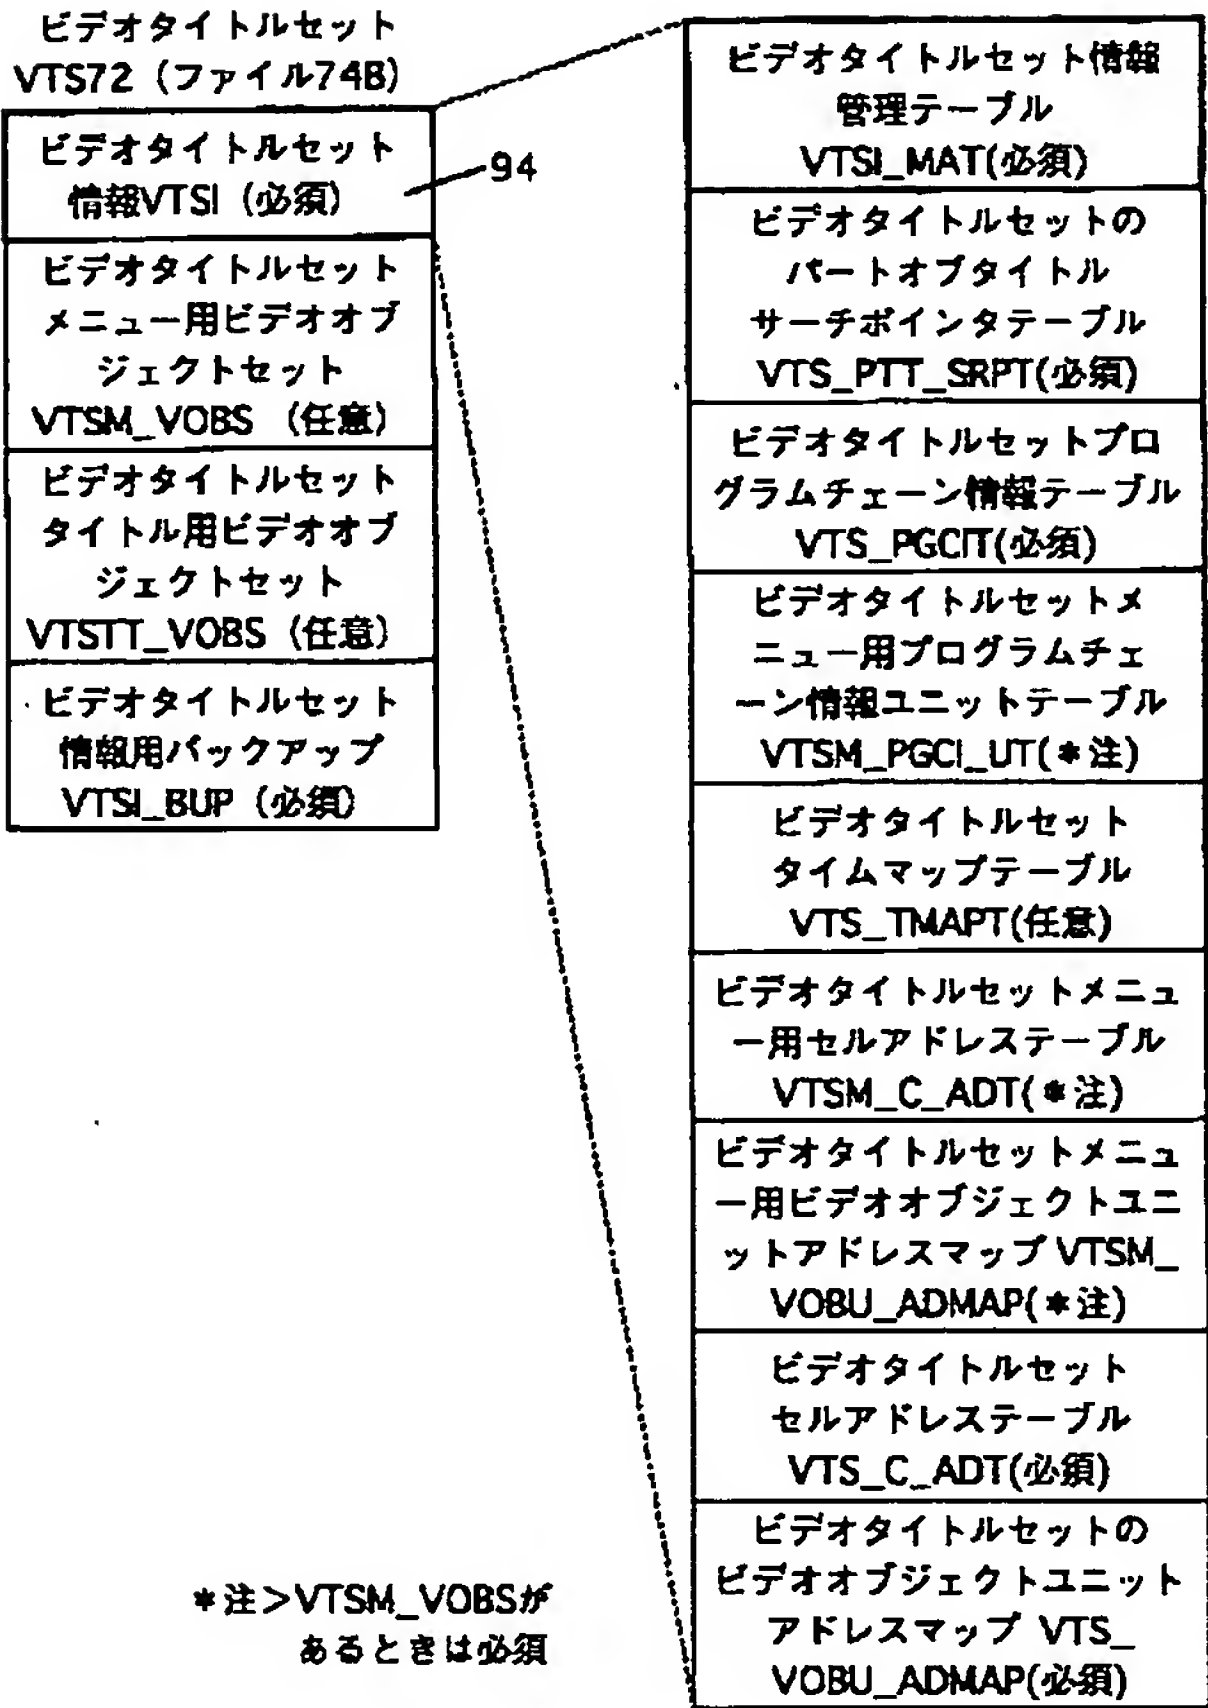 ビデオタイトルセット
VTS72（ファイル74B）
ビデオタイトルセット
情報VTSI（必須）
94
ビデオタイトルセット
メニュー用ビデオオブ
ジェクトセット
VTSM_VOBS （任意）
ビデオタイトルセット
タイトル用ビデオオブ
ジェクトセット
VTSTT_VOBS（任意）
ビデオタイトルセット
情報用バックアップ
VTSI_BUP（必須）
ビデオタイトルセット情報
管理テーブル
VTSI_MAT(必須)
ビデオタイトルセットの
パートオブタイトル
サーチポインタテーブル
VTS_PTT_SRPT(必須)
ビデオタイトルセットプロ
グラムチェーン情報テーブル
VTS_PGCIT(必須)
ビデオタイトルセットメ
ニュー用プログラムチェ
ーン情報ユニットテーブル
VTSM_PGCI_UT(*注)
ビデオタイトルセット
タイムマップテーブル
VTS_TMAPT(任意)
ビデオタイトルセットメニュ
ー用セルアドレステーブル
VTSM_C_ADT(*注)
ビデオタイトルセットメニュ
ー用ビデオオブジェクトユニ
ットアドレスマップ VTSM_
VOBU_ADMAP(*注)
ビデオタイトルセット
セルアドレステーブル
VTS_C_ADT(必須)
ビデオタイトルセットの
ビデオオブジェクトユニット
アドレスマップ VTS_
VOBU_ADMAP(必須)
*注＞VTSM_VOBSが
あるときは必須